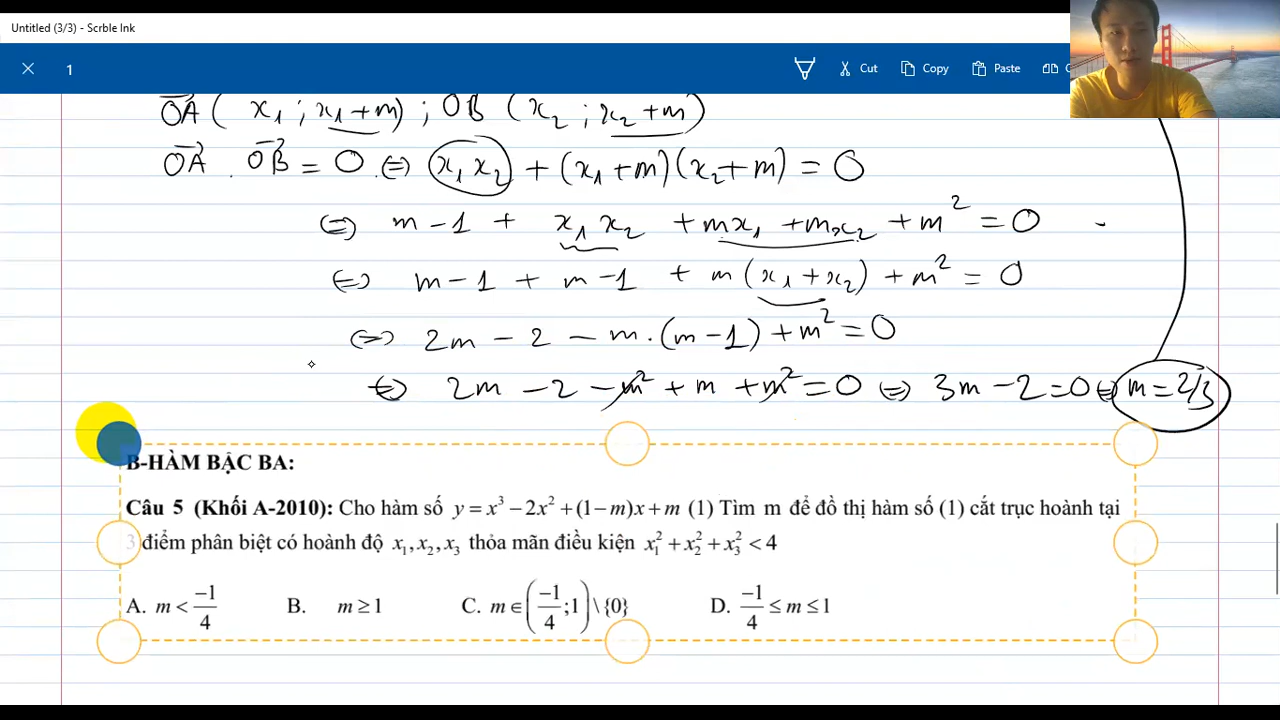 Untitled (3/3) - Scrble Ink
1 Cut Copy Paste
OA ( x₁ ; x₁+m) ; OB (x₂ ; x₂+m)
OA . OB = 0 ⇔ x₁x₂ + (x₁+m)(x₂+m) = 0
⇔ m-1 + x₁x₂ + mx₁ + mx₂ + m² = 0
⇔ m-1 + m-1 + m (x₁+x₂) + m² = 0
⇔ 2m - 2 - m.(m-1) + m² = 0
⇔ 2m - 2 - m² + m + m² = 0 ⇔ 3m - 2 = 0 ⇔ m = 2/3
B-HÀM BẬC BA:
Câu 5 (Khối A-2010): Cho hàm số y = x³ – 2x² + (1–m)x + m (1) Tìm m để đồ thị hàm số (1) cắt trục hoành tại
3 điểm phân biệt có hoành độ x₁, x₂, x₃ thỏa mãn điều kiện x₁² + x₂² + x₃² < 4
A. m < -1/4 B. m ≥ 1 C. m ∈ (-1/4; 1) \ {0} D. -1/4 ≤ m ≤ 1